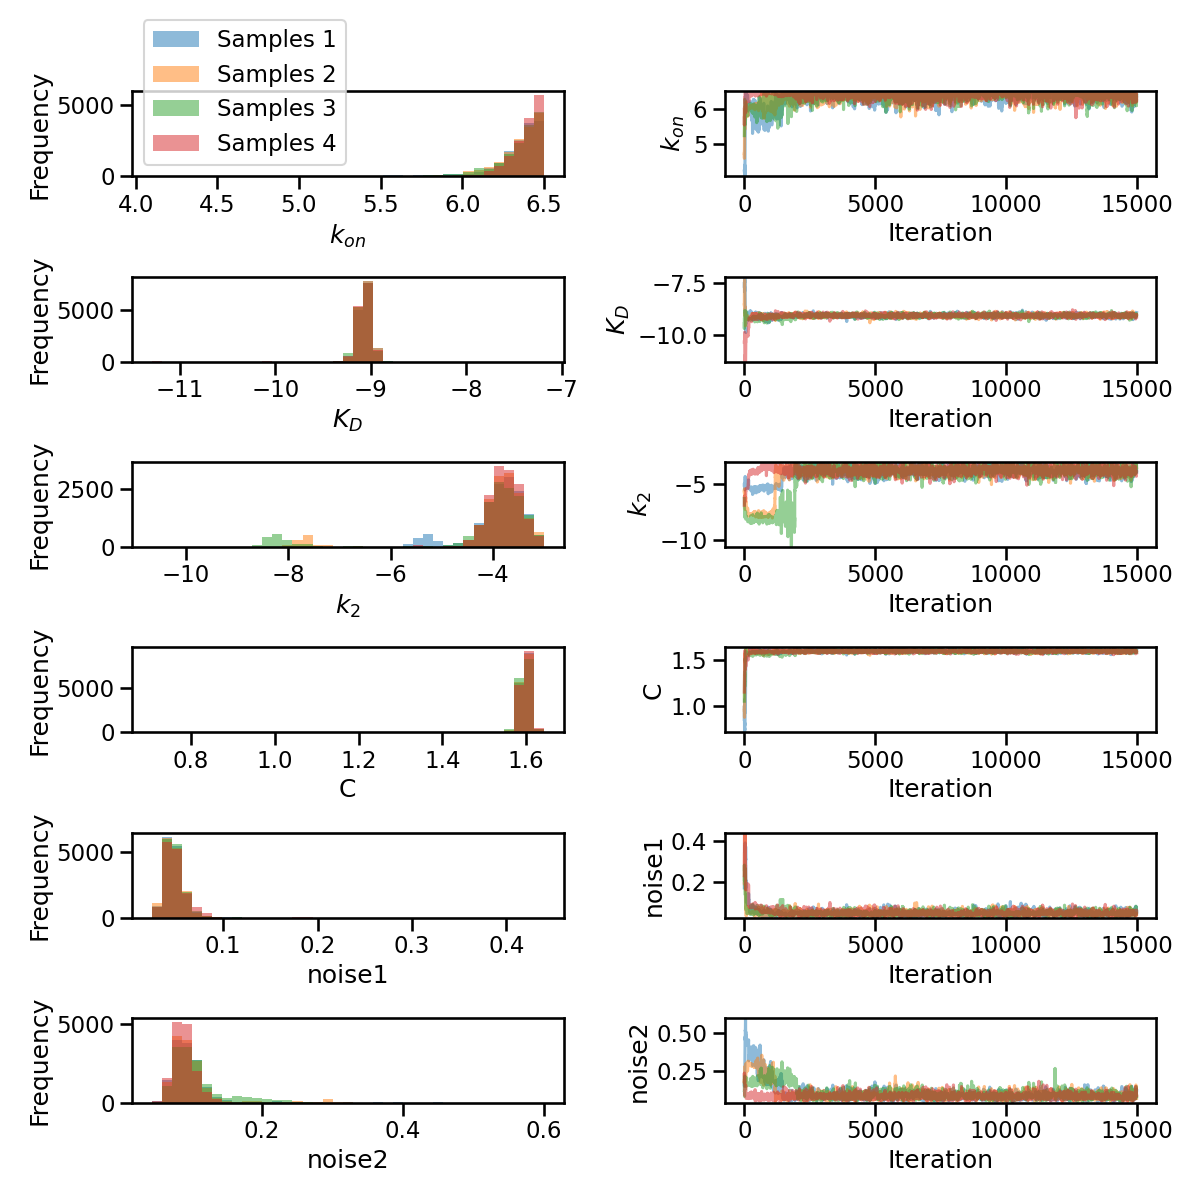 Samples 1
Samples 2
Samples 3
Samples 4
Frequency
5000
0
4.0 4.5 5.0 5.5 6.0 6.5
k_on
k_on
6
5
0 5000 10000 15000
Iteration
Frequency
5000
0
−11 −10 −9 −8 −7
K_D
K_D
−7.5
−10.0
0 5000 10000 15000
Iteration
Frequency
2500
0
−10 −8 −6 −4
k_2
k_2
−5
−10
0 5000 10000 15000
Iteration
Frequency
5000
0
0.8 1.0 1.2 1.4 1.6
C
C
1.5
1.0
0 5000 10000 15000
Iteration
Frequency
5000
0
0.1 0.2 0.3 0.4
noise1
noise1
0.4
0.2
0 5000 10000 15000
Iteration
Frequency
5000
0
0.2 0.4 0.6
noise2
noise2
0.50
0.25
0 5000 10000 15000
Iteration